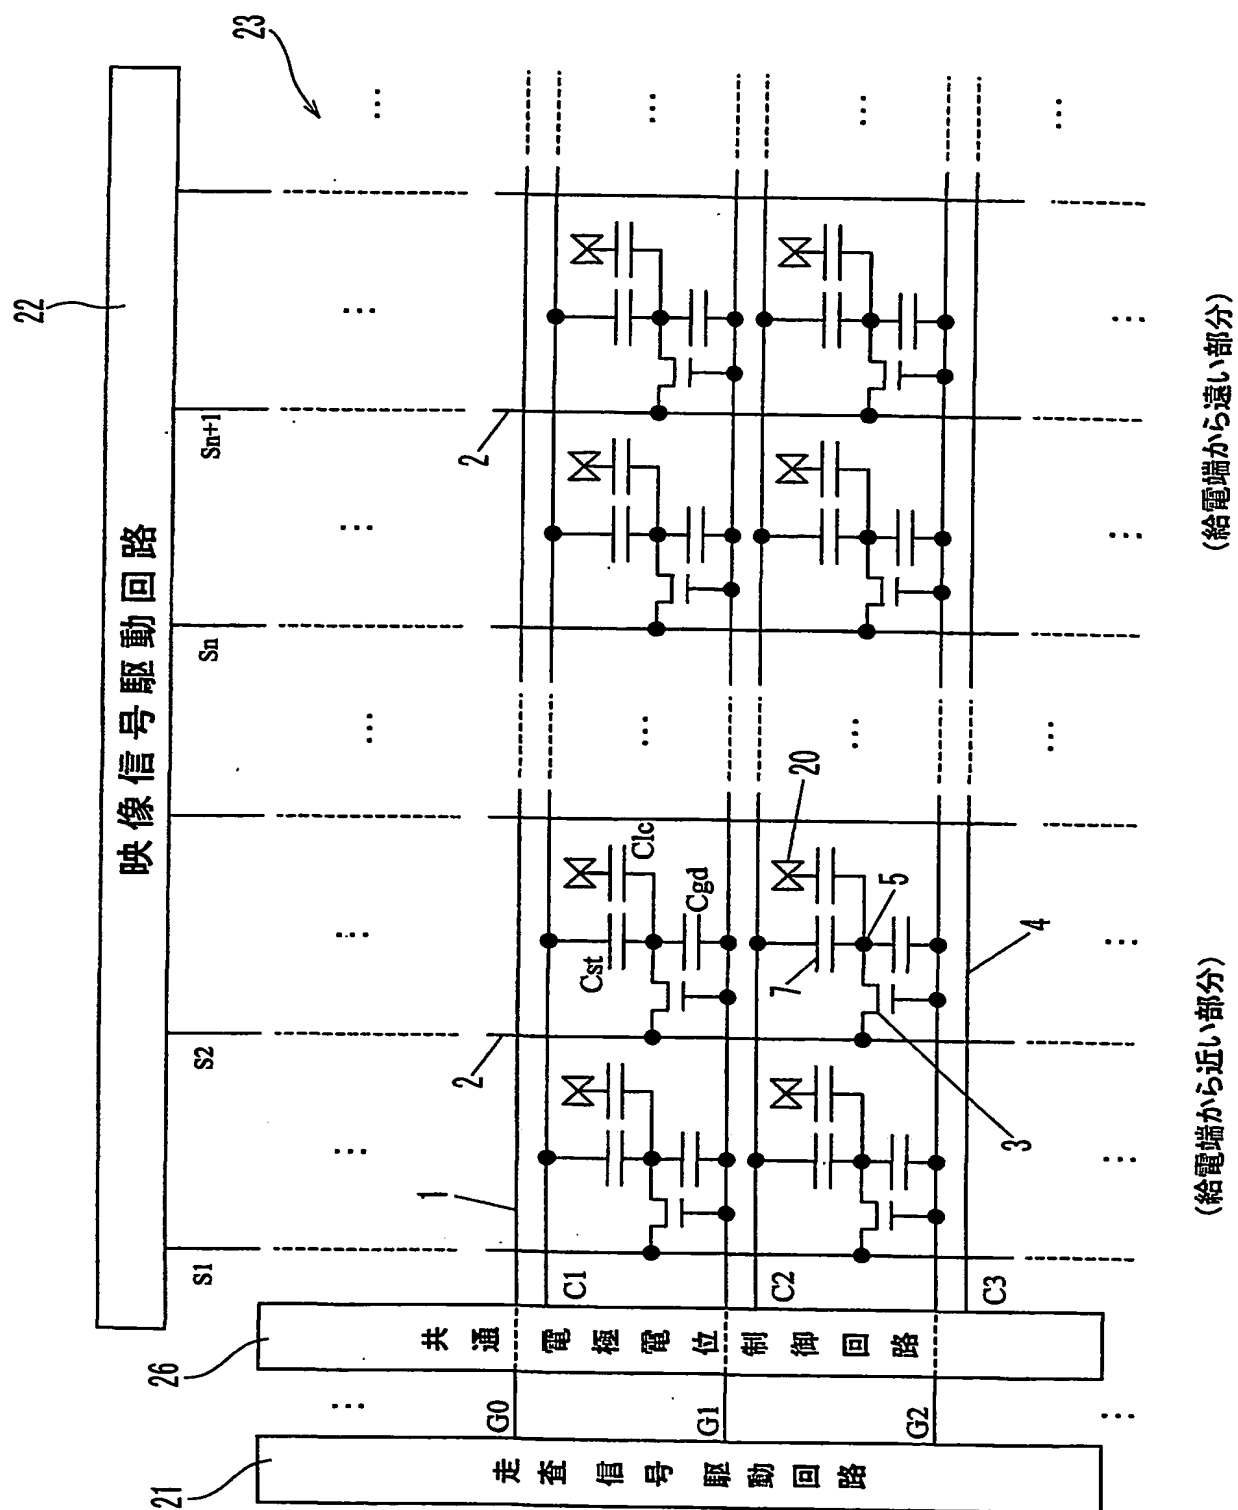 23
22
映像信号駆動回路
S1
S2
Sn
Sn+1
2
2
1
C1
Cst
Clc
Cgd
C2
7
20
5
3
4
C3
共通電極電位制御回路
26
G0
G1
G2
走査信号駆動回路
21
(給電端から近い部分)
(給電端から遠い部分)